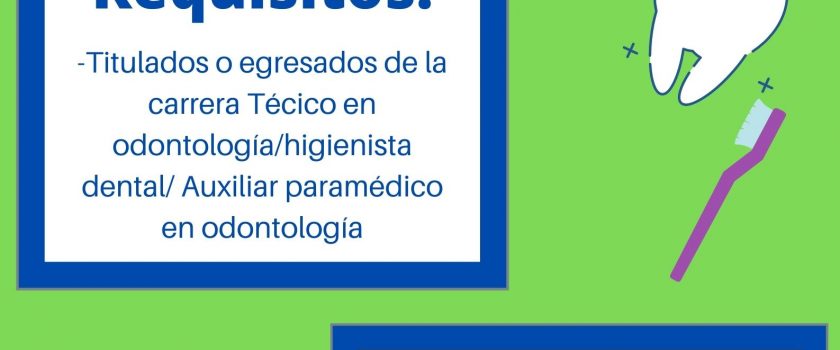 Requisitos:
-Titulados o egresados de la
carrera Técico en
odontología/higienista
dental/ Auxiliar paramédico
en odontología